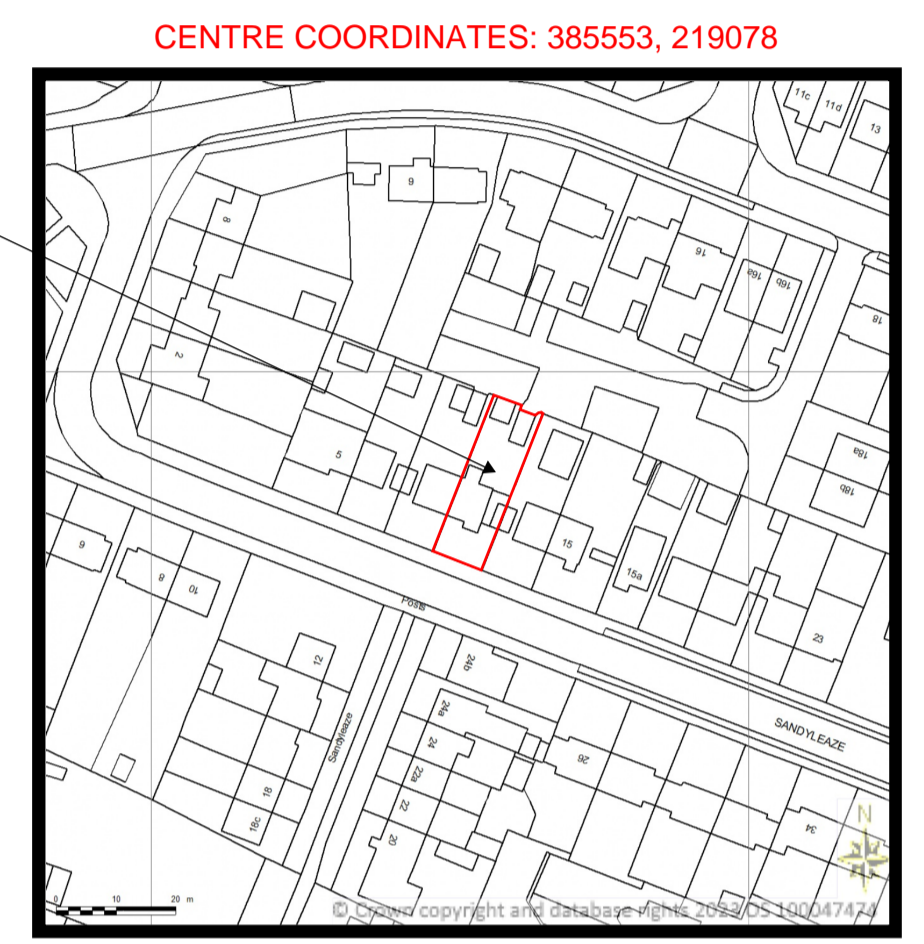 CENTRE COORDINATES: 385553, 219078
11c
11d
13
9
8
16
16a
16b
18
2
5
18a
18b
15
15a
9
8
10
Posts
23
12
24b
Sandyleaze
24a
SANDYLEAZE
24
26
22a
18
22
34
N
18c
20
0 10 20 m
© Crown copyright and database rights 2023 OS 100047474